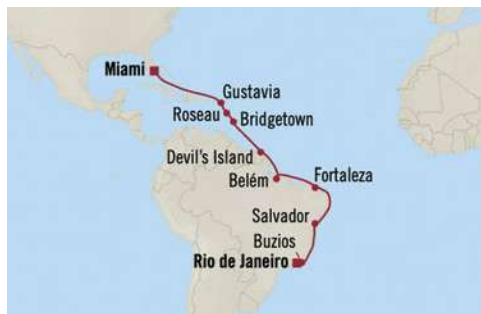 Miami
Gustavia
Roseau
Bridgetown
Devil's Island
Belém
Fortaleza
Salvador
Buzios
Rio de Janeiro